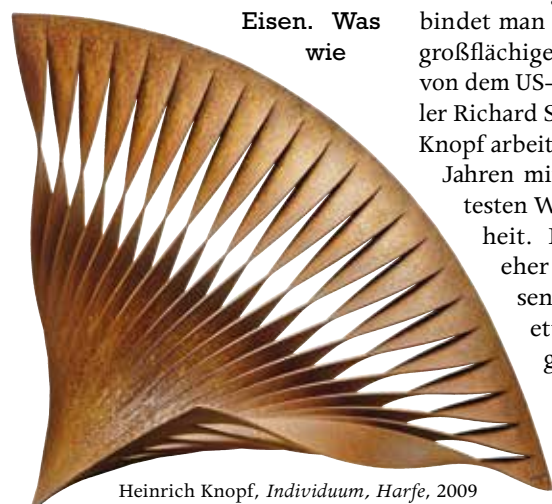 Eisen. Was
wie
bindet man
großflächige
von dem US-
ler Richard S
Knopf arbeit
Jahren mi
testen W
heit.
eher
sen
Heinrich Knopf, Individuum, Harfe, 2009